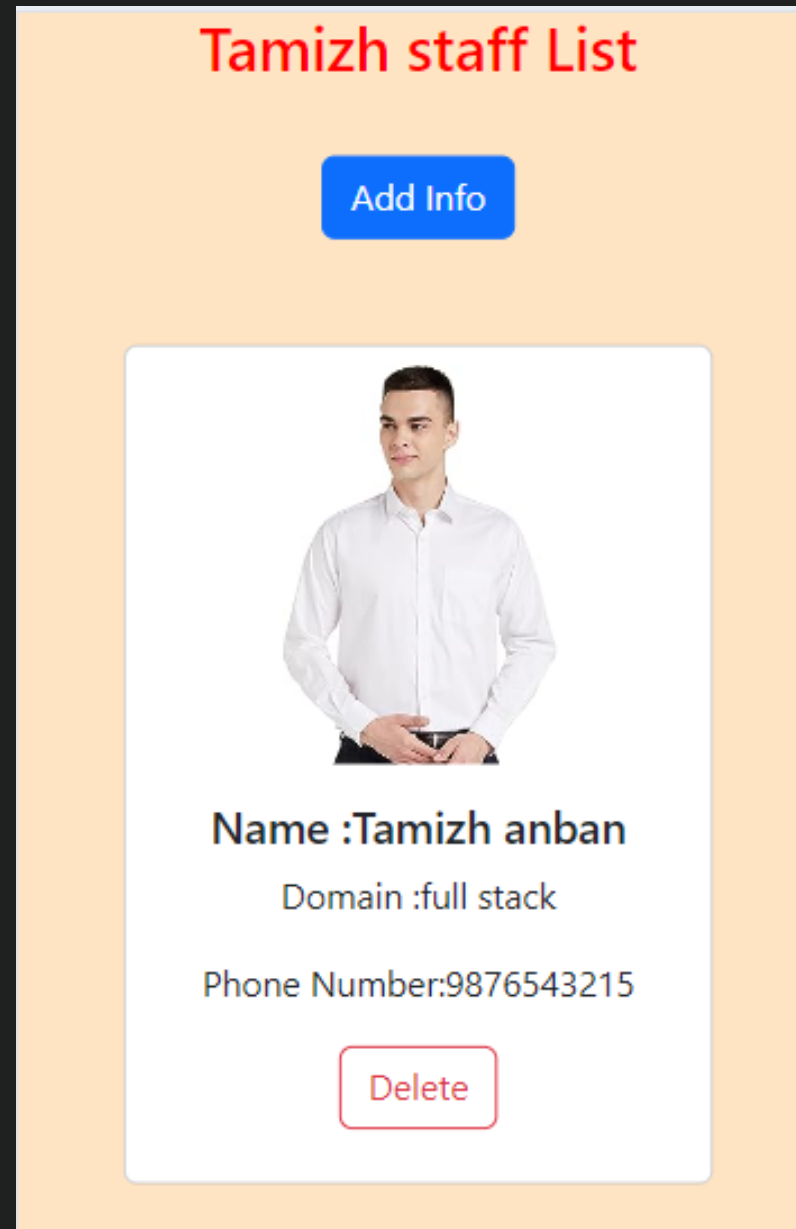 Tamizh staff List
Add Info
Name :Tamizh anban
Domain :full stack
Phone Number:9876543215
Delete